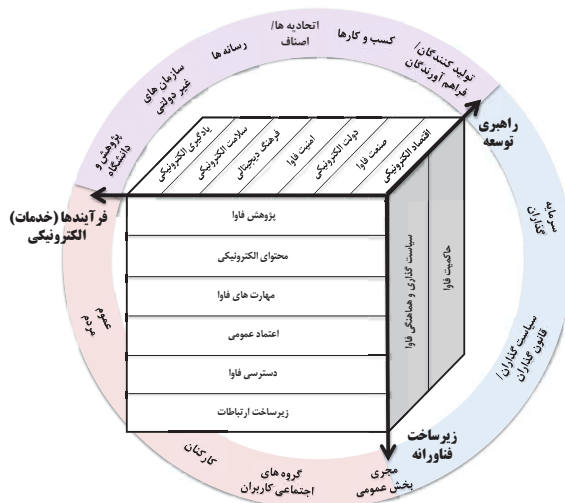 تولید کنندگان/
فراهم آورندگان
کسب و کارها
اتحادیه ها/
اصناف
رسانه ها
سازمان های
غیر دولتی
پژوهش و
دانشگاه
راهبری
توسعه
یادگیری الکترونیکی
سلامت الکترونیکی
فرهنگ دیجیتالی
امنیت فاوا
دولت الکترونیکی
صنعت فاوا
اقتصاد الکترونیکی
فرآیندها (خدمات)
الکترونیکی
پژوهش فاوا
محتوای الکترونیکی
مهارت های فاوا
اعتماد عمومی
دسترسی فاوا
زیرساخت ارتباطات
سیاست گذاری و هماهنگی فاوا
حاکمیت فاوا
سرمایه
گذاران
سیاست گذاران/
قانون گذاران
عموم
مردم
زیرساخت
فناورانه
مجری
بخش عمومی
گروه های
اجتماعی کاربران
کارکنان